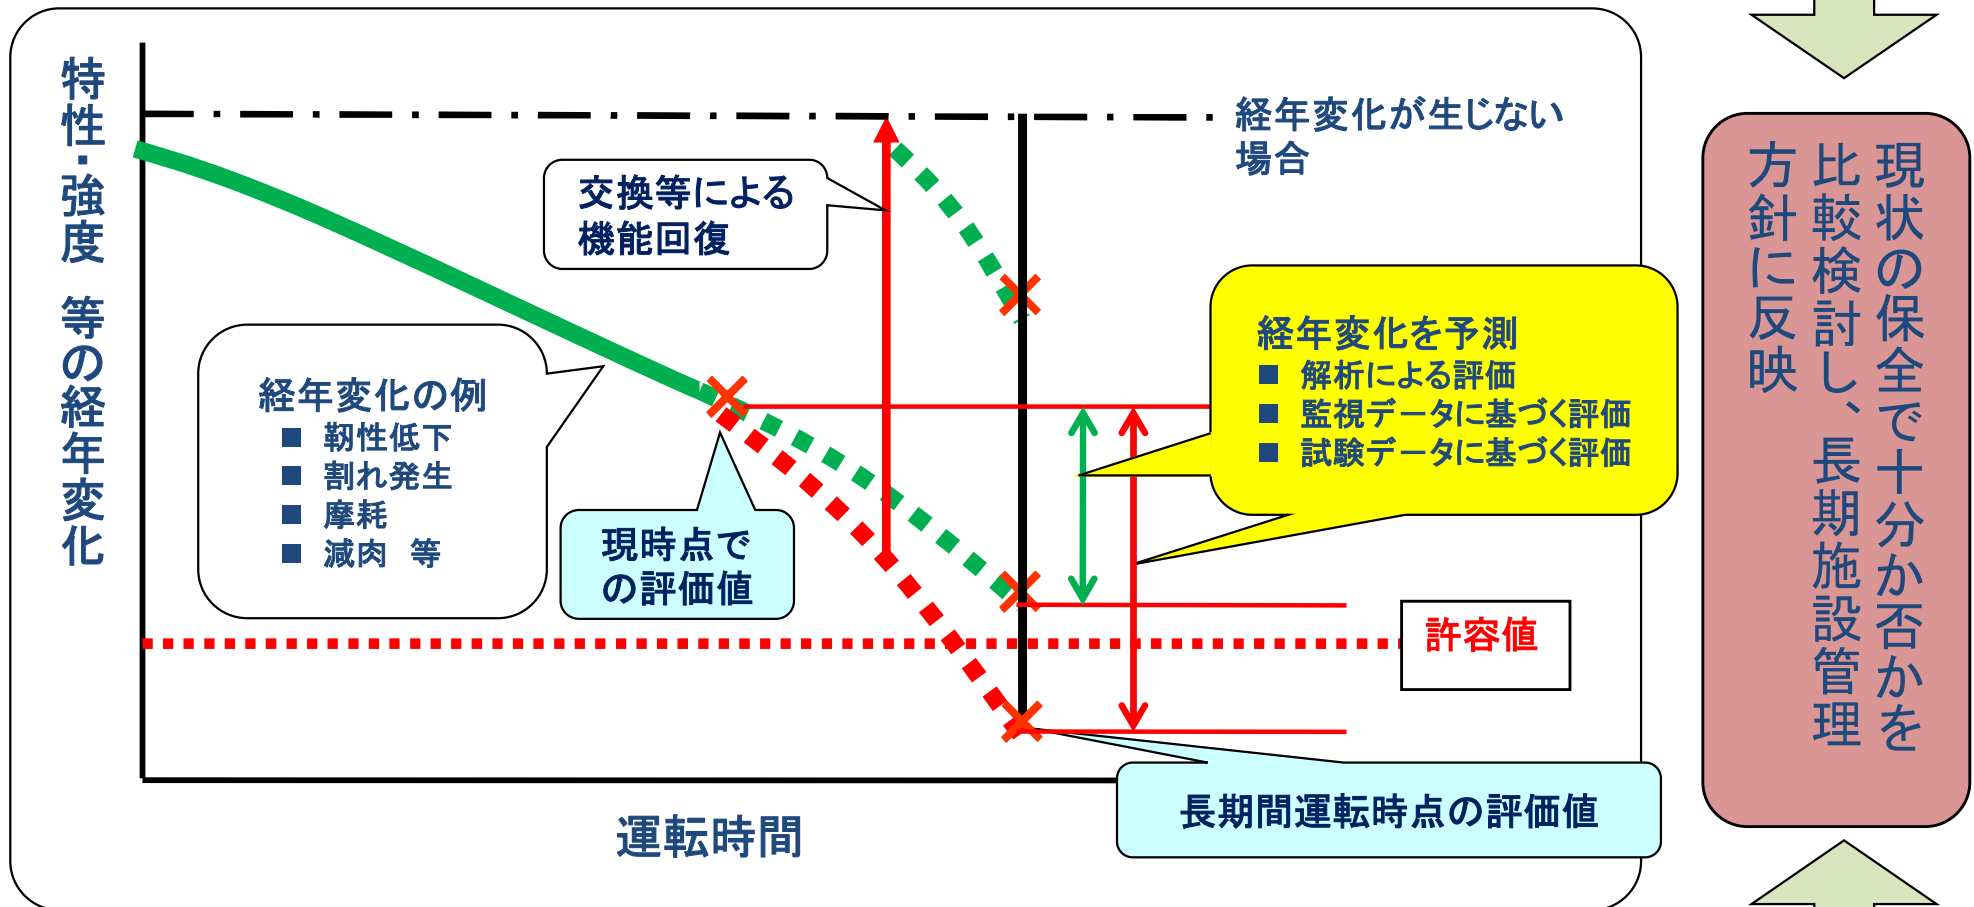 特性・強度 等の経年変化
経年変化が生じない
場合
交換等による
機能回復
経年変化の例
■ 靭性低下
■ 割れ発生
■ 摩耗
■ 減肉　等
現時点で
の評価値
経年変化を予測
■ 解析による評価
■ 監視データに基づく評価
■ 試験データに基づく評価
許容値
長期間運転時点の評価値
運転時間
現状の保全で十分か否かを
比較検討し、長期施設管理
方針に反映